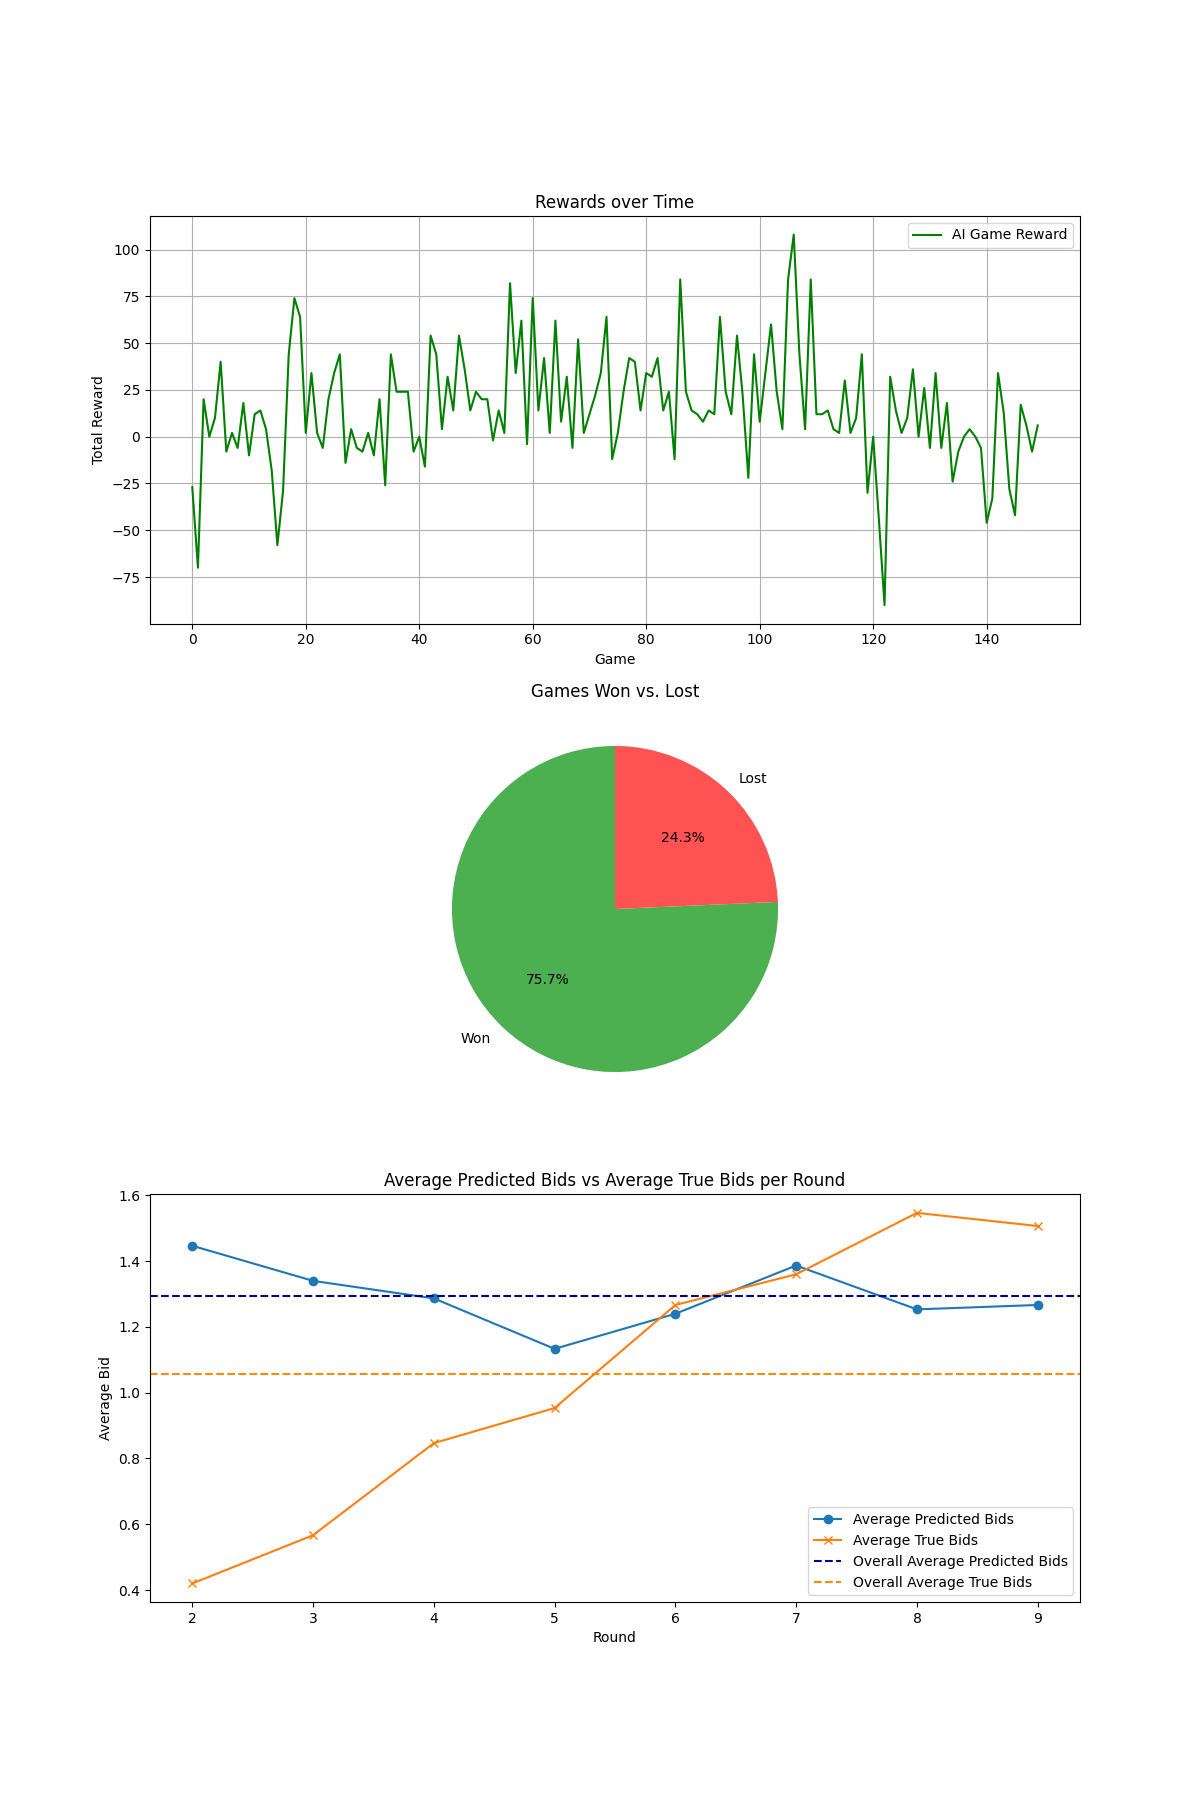 Rewards over Time
AI Game Reward
100
75
50
25
0
−25
−50
−75
Total Reward
0 20 40 60 80 100 120 140
Game
Games Won vs. Lost
Lost
24.3%
75.7%
Won
Average Predicted Bids vs Average True Bids per Round
1.6
1.4
1.2
1.0
0.8
0.6
0.4
Average Bid
Average Predicted Bids
Average True Bids
Overall Average Predicted Bids
Overall Average True Bids
2 3 4 5 6 7 8 9
Round